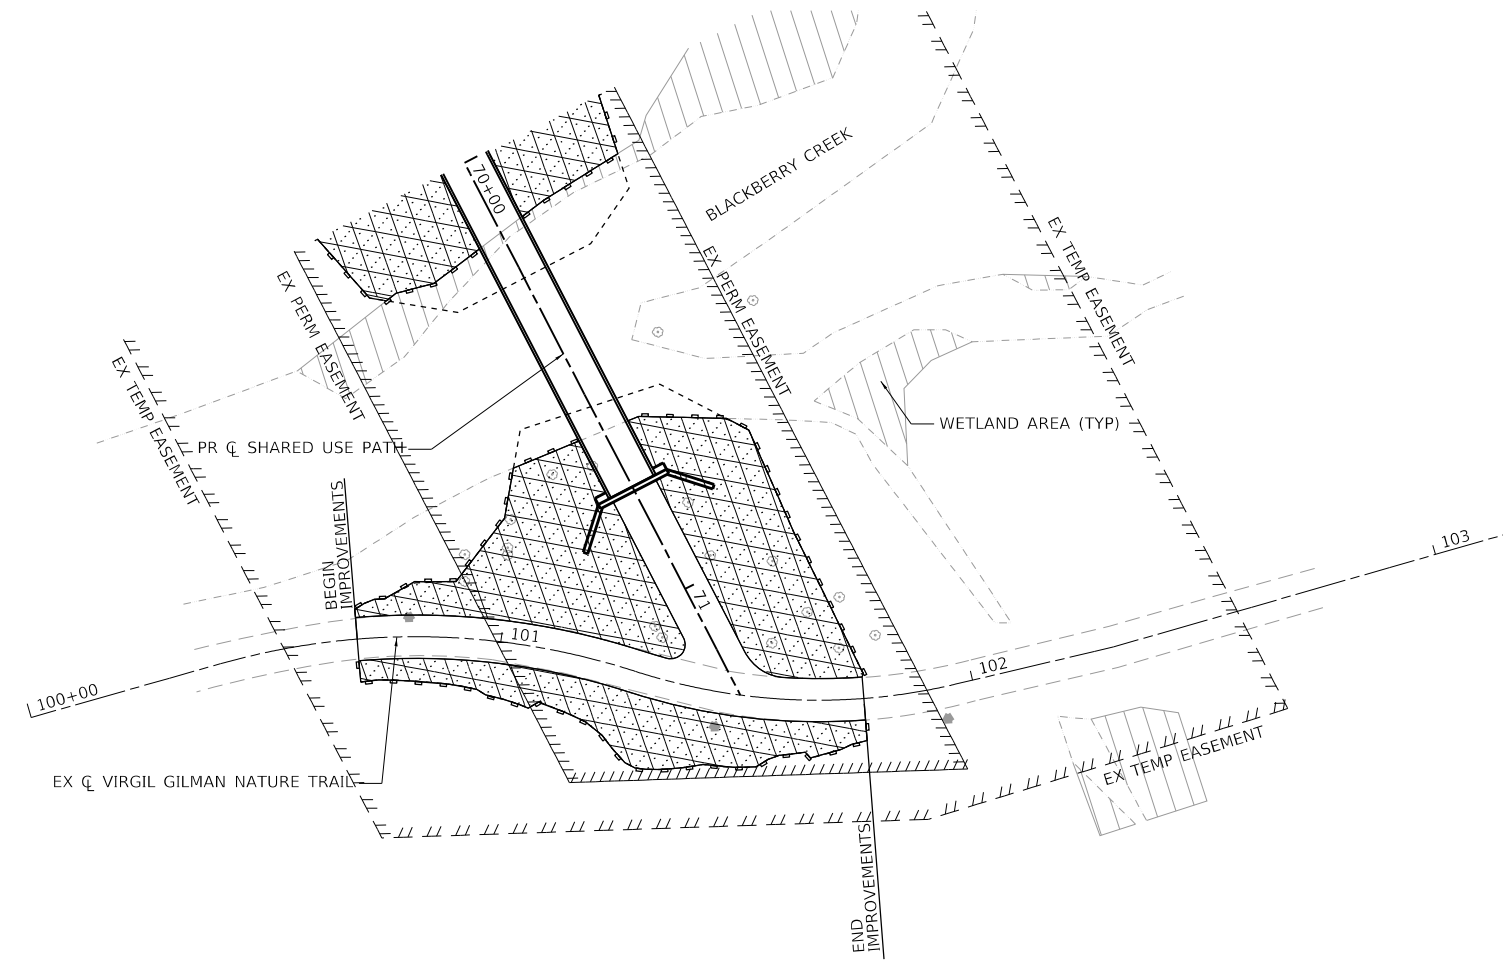 70+00
BLACKBERRY CREEK
EX PERM EASEMENT
EX PERM EASEMENT
EX TEMP EASEMENT
EX TEMP EASEMENT
WETLAND AREA (TYP)
PR ℄ SHARED USE PATH
BEGIN
IMPROVEMENTS
71
101
102
103
100+00
EX ℄ VIRGIL GILMAN NATURE TRAIL
EX TEMP EASEMENT
END
IMPROVEMENTS